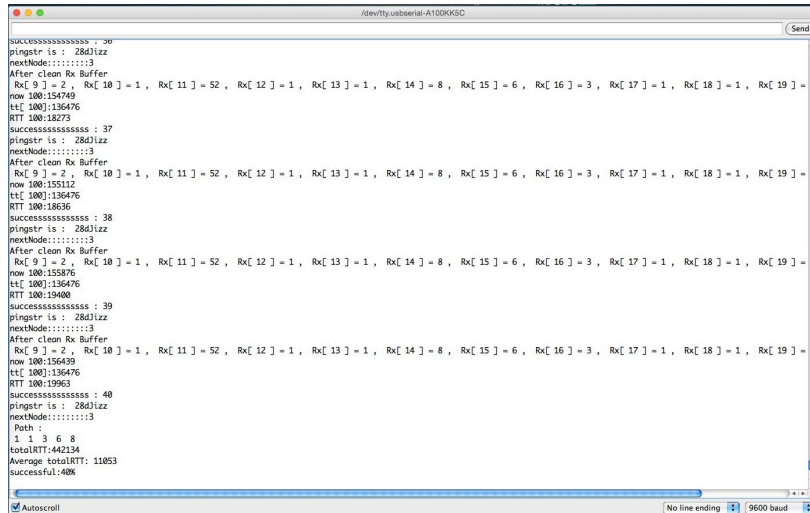 /dev/tty.usbserial-A100KK5C
Send
successssssssssss : 36
pingstr is : 28dJizz
nextNode:::::::::3
After clean Rx Buffer
Rx[ 9 ] = 2 , Rx[ 10 ] = 1 , Rx[ 11 ] = 52 , Rx[ 12 ] = 1 , Rx[ 13 ] = 1 , Rx[ 14 ] = 8 , Rx[ 15 ] = 6 , Rx[ 16 ] = 3 , Rx[ 17 ] = 1 , Rx[ 18 ] = 1 , Rx[ 19 ] =
now 100:154749
tt[ 100]:136476
RTT 100:18273
successssssssssss : 37
pingstr is : 28dJizz
nextNode:::::::::3
After clean Rx Buffer
Rx[ 9 ] = 2 , Rx[ 10 ] = 1 , Rx[ 11 ] = 52 , Rx[ 12 ] = 1 , Rx[ 13 ] = 1 , Rx[ 14 ] = 8 , Rx[ 15 ] = 6 , Rx[ 16 ] = 3 , Rx[ 17 ] = 1 , Rx[ 18 ] = 1 , Rx[ 19 ] =
now 100:155112
tt[ 100]:136476
RTT 100:18636
successssssssssss : 38
pingstr is : 28dJizz
nextNode:::::::::3
After clean Rx Buffer
Rx[ 9 ] = 2 , Rx[ 10 ] = 1 , Rx[ 11 ] = 52 , Rx[ 12 ] = 1 , Rx[ 13 ] = 1 , Rx[ 14 ] = 8 , Rx[ 15 ] = 6 , Rx[ 16 ] = 3 , Rx[ 17 ] = 1 , Rx[ 18 ] = 1 , Rx[ 19 ] =
now 100:155876
tt[ 100]:136476
RTT 100:19400
successssssssssss : 39
pingstr is : 28dJizz
nextNode:::::::::3
After clean Rx Buffer
Rx[ 9 ] = 2 , Rx[ 10 ] = 1 , Rx[ 11 ] = 52 , Rx[ 12 ] = 1 , Rx[ 13 ] = 1 , Rx[ 14 ] = 8 , Rx[ 15 ] = 6 , Rx[ 16 ] = 3 , Rx[ 17 ] = 1 , Rx[ 18 ] = 1 , Rx[ 19 ] =
now 100:156439
tt[ 100]:136476
RTT 100:19963
successssssssssss : 40
pingstr is : 28dJizz
nextNode:::::::::3
Path :
1 1 3 6 8
totalRTT:442134
Average totalRTT: 11053
successful:40%
Autoscroll
No line ending
9600 baud